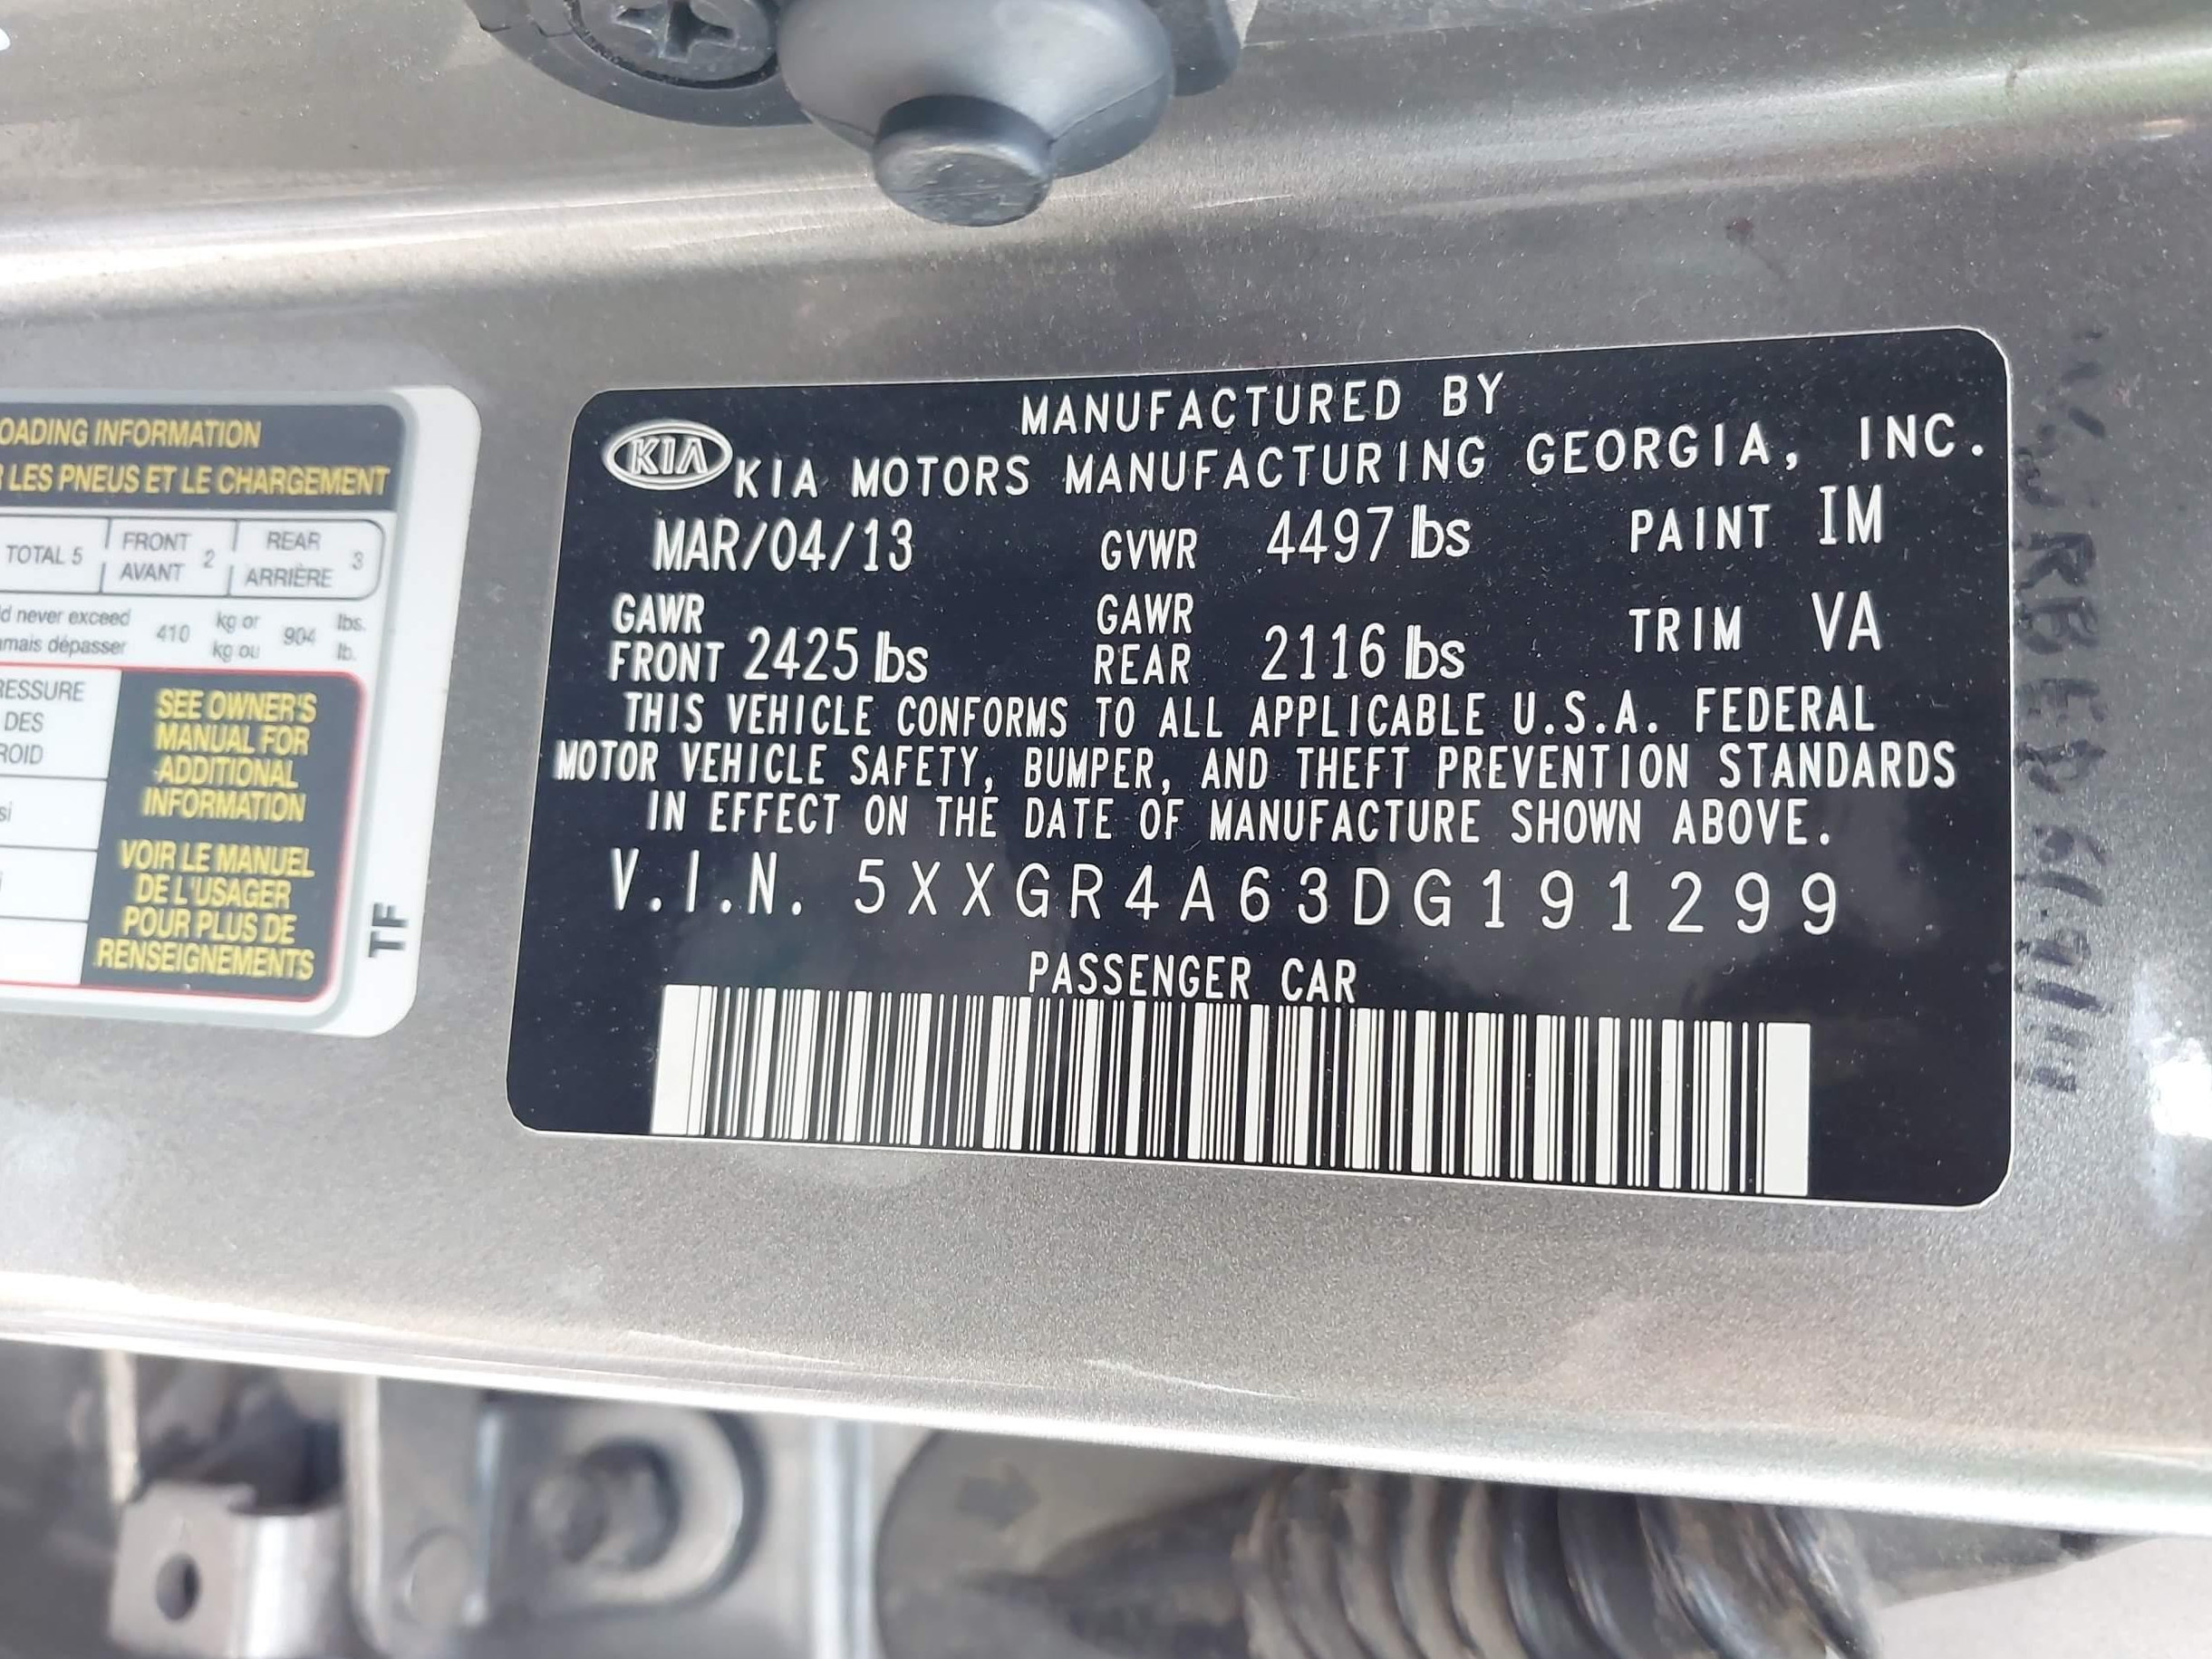 OADING INFORMATION
LES PNEUS ET LE CHARGEMENT
TOTAL 5
FRONT
AVANT
2
REAR
ARRIÈRE
3
d never exceed
mais dépasser
410
kg or
kg ou
904
lbs.
lb.
RESSURE
DES
ROID
SEE OWNER'S
MANUAL FOR
ADDITIONAL
INFORMATION
VOIR LE MANUEL
DE L'USAGER
POUR PLUS DE
RENSEIGNEMENTS
TF
MANUFACTURED BY
KIA KIA MOTORS MANUFACTURING GEORGIA, INC.
MAR/04/13 GVWR 4497 lbs PAINT IM
GAWR FRONT 2425 lbs GAWR REAR 2116 lbs TRIM VA
THIS VEHICLE CONFORMS TO ALL APPLICABLE U.S.A. FEDERAL
MOTOR VEHICLE SAFETY, BUMPER, AND THEFT PREVENTION STANDARDS
IN EFFECT ON THE DATE OF MANUFACTURE SHOWN ABOVE.
V.I.N. 5XXGR4A63DG191299
PASSENGER CAR